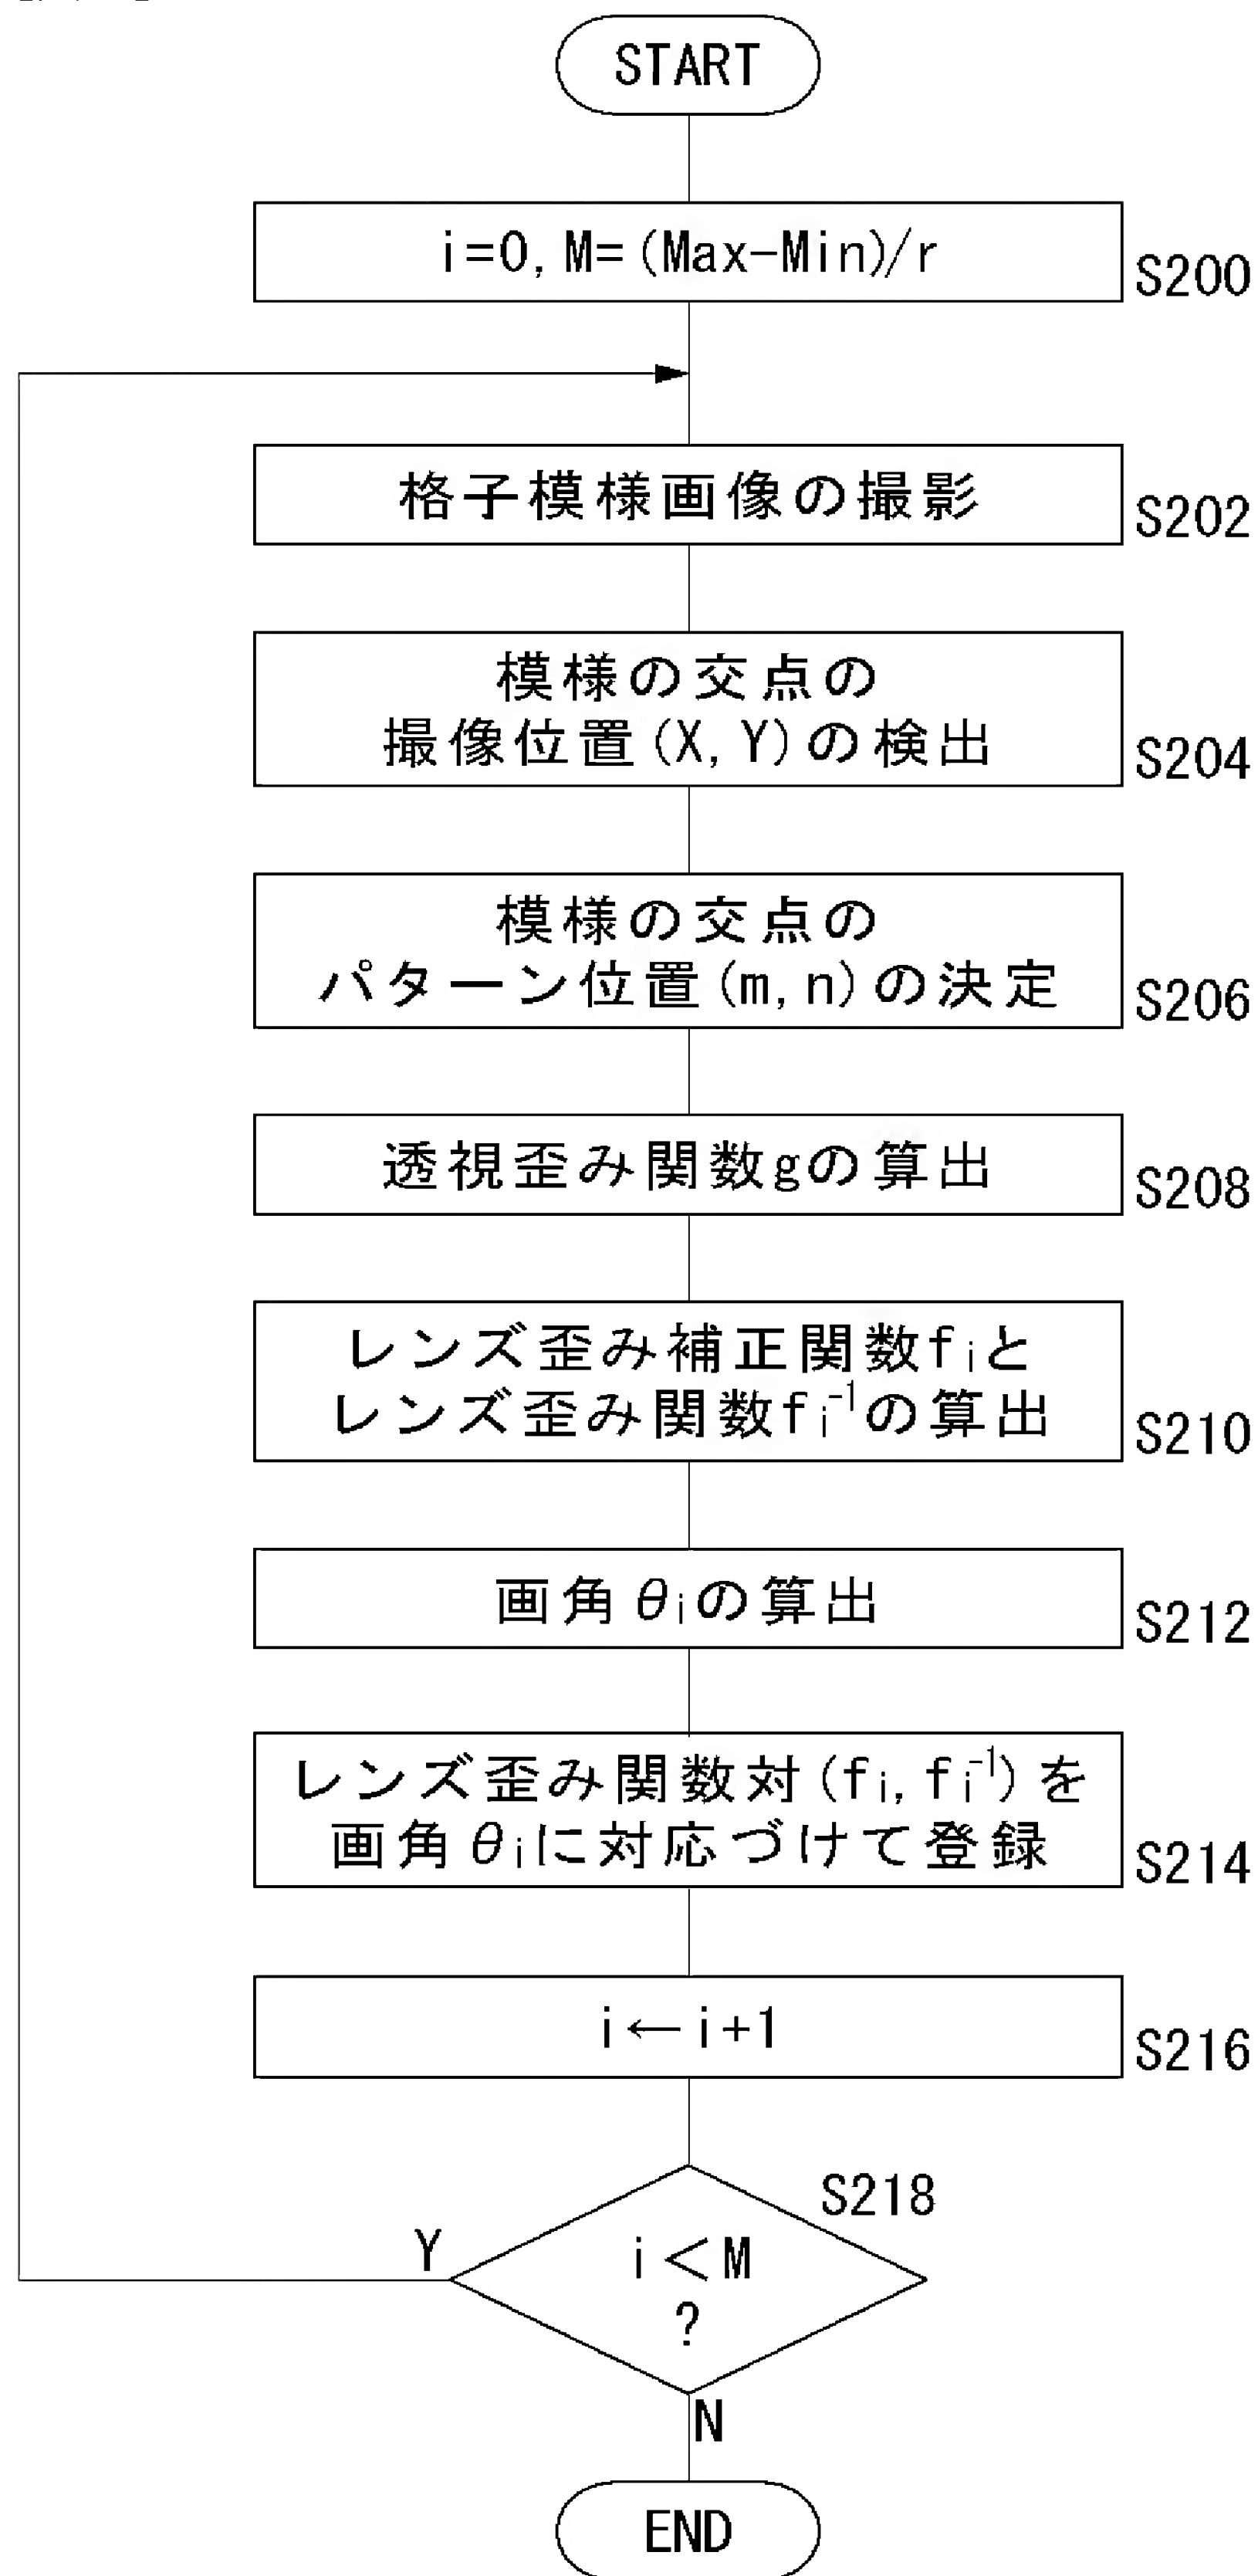 START
i=0, M=(Max-Min)/r
S200
格子模様画像の撮影
S202
模様の交点の
撮像位置(X, Y)の検出
S204
模様の交点の
パターン位置(m, n)の決定
S206
透視歪み関数gの算出
S208
レンズ歪み補正関数fiと
レンズ歪み関数fi⁻¹の算出
S210
画角θiの算出
S212
レンズ歪み関数対(fi, fi⁻¹)を
画角θiに対応づけて登録
S214
i←i+1
S216
S218
Y
i<M
?
N
END